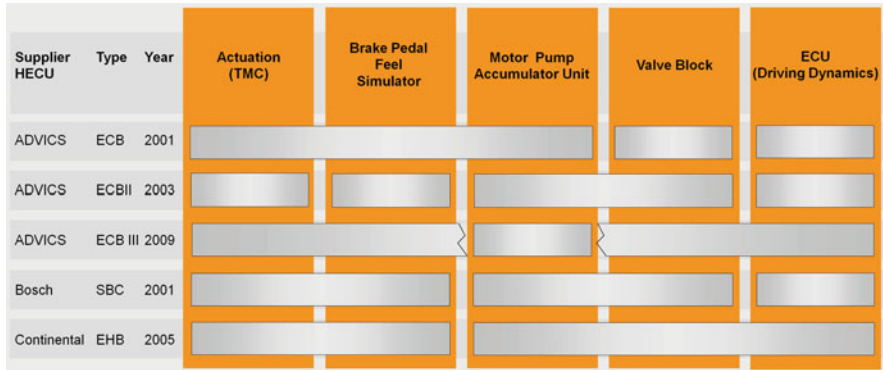 Supplier HECU
Type
Year
Actuation
(TMC)
Brake Pedal
Feel
Simulator
Motor Pump
Accumulator Unit
Valve Block
ECU
(Driving Dynamics)
ADVICS ECB 2001
ADVICS ECBII 2003
ADVICS ECB III 2009
Bosch SBC 2001
Continental EHB 2005